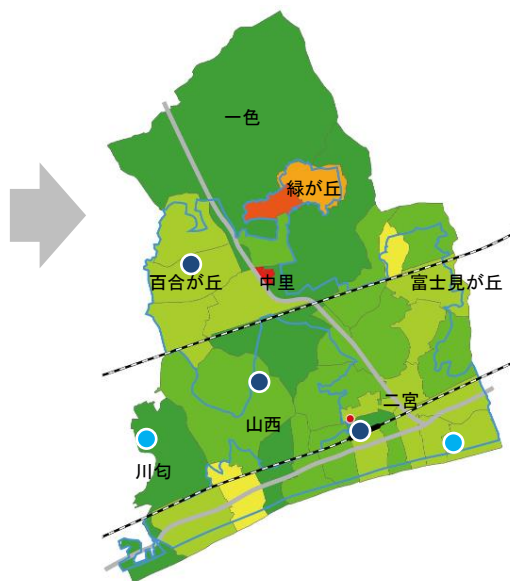 一色
緑が丘
百合が丘
中里
富士見が丘
二宮
山西
川匂